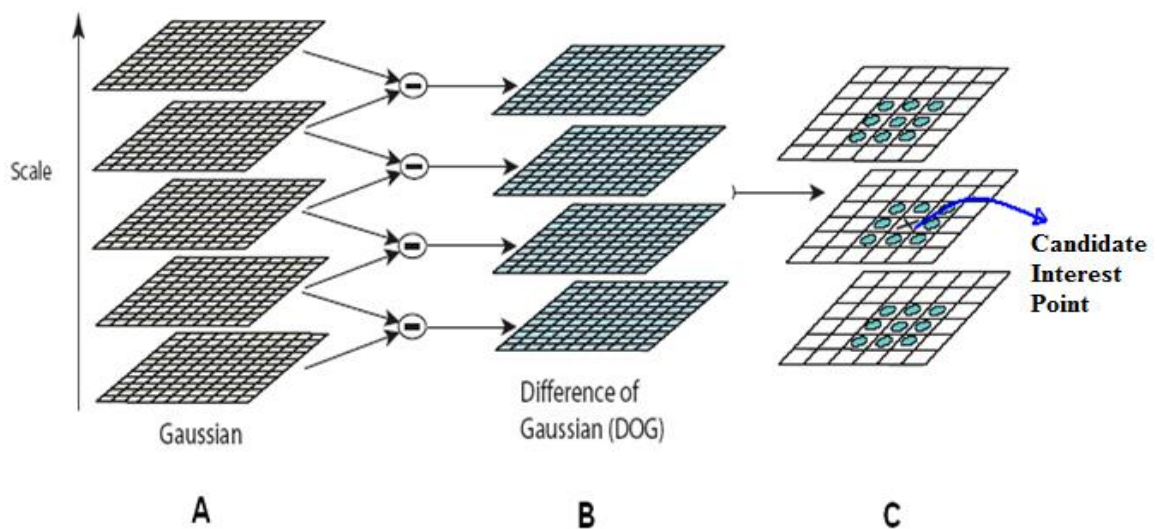 Scale
Candidate
Interest
Point
Difference of
Gaussian (DOG)
Gaussian
A
B
C